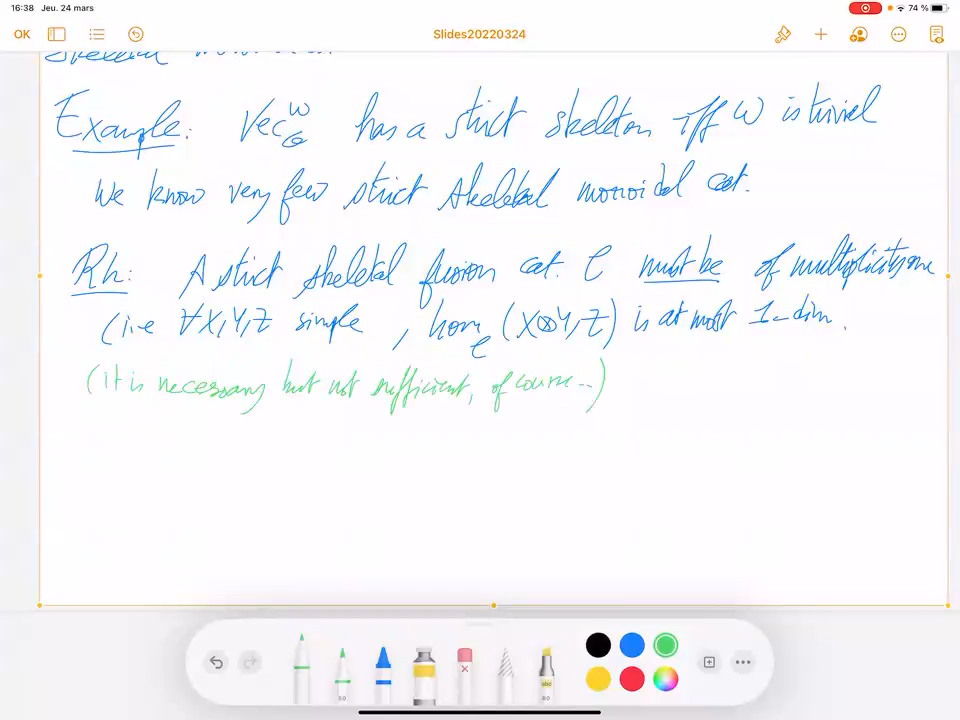 16:38 Jeu. 24 mars
74 %
OK
Slides20220324
Example: Vec_G^ω has a strict skeleton iff ω is trivial
We know very few strict skeletal monoidal cat.
Rk: A strict skeletal fusion cat. C must be of multiplicity one
(i.e ∀X,Y,Z simple, hom_C (X⊗Y,Z) is at most 1-dim.
(it is necessary but not sufficient, of course...)